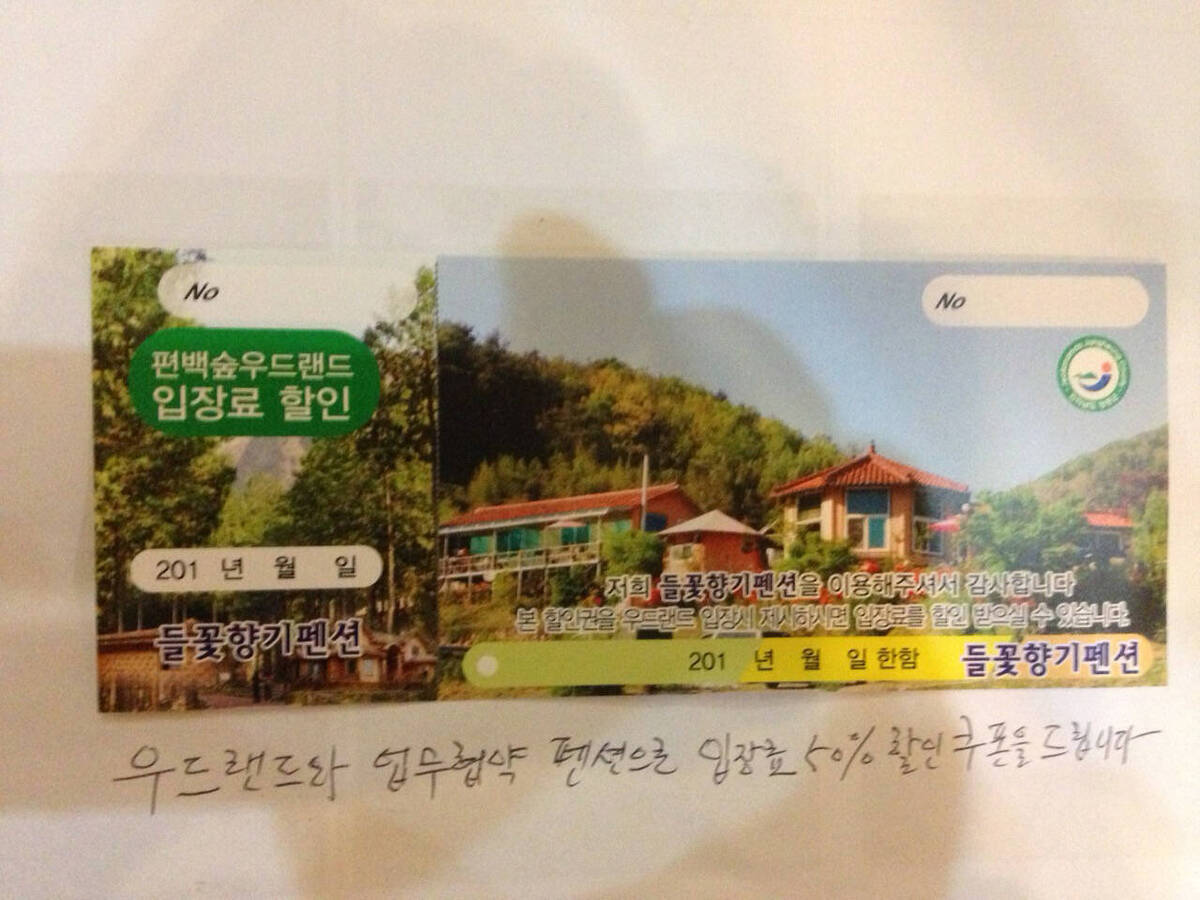 No
편백숲우드랜드
입장료 할인
201 년 월 일
들꽃향기펜션
No
저희 들꽃향기펜션을 이용해주셔서 감사합니다
본 할인권을 우드랜드 입장시 제시하시면 입장료를 할인 받으실 수 있습니다.
201 년 월 일 한함 들꽃향기펜션
우드랜드와 업무협약 펜션으로 입장료 50% 할인 쿠폰을 드립니다